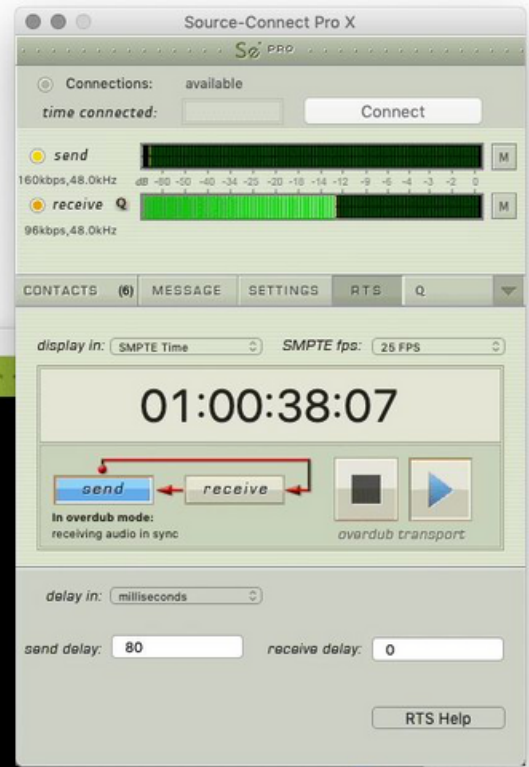 Source-Connect Pro X
Sè PRO
Connections: available
time connected: Connect
send M
160kbps,48.0kHz dB -60 -50 -40 -34 -25 -20 -16 -14 -12 -9 -6 -4 -3 -2 0
receive Q M
96kbps,48.0kHz
CONTACTS (6) MESSAGE SETTINGS RTS Q
display in: SMPTE Time SMPTE fps: 25 FPS
01:00:38:07
send receive
In overdub mode:
receiving audio in sync overdub transport
delay in: milliseconds
send delay: 80 receive delay: 0
RTS Help